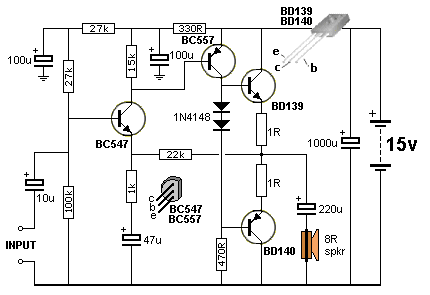 BD139
BD140
27k
330R
BC557
100u
27k
15k
100u
e
c
b
1N4148
BD139
BC547
1R
1000u
15v
22k
10u
100k
1k
c
b
e
BC547
BC557
1R
220u
INPUT
47u
470R
BD140
8R
spkr